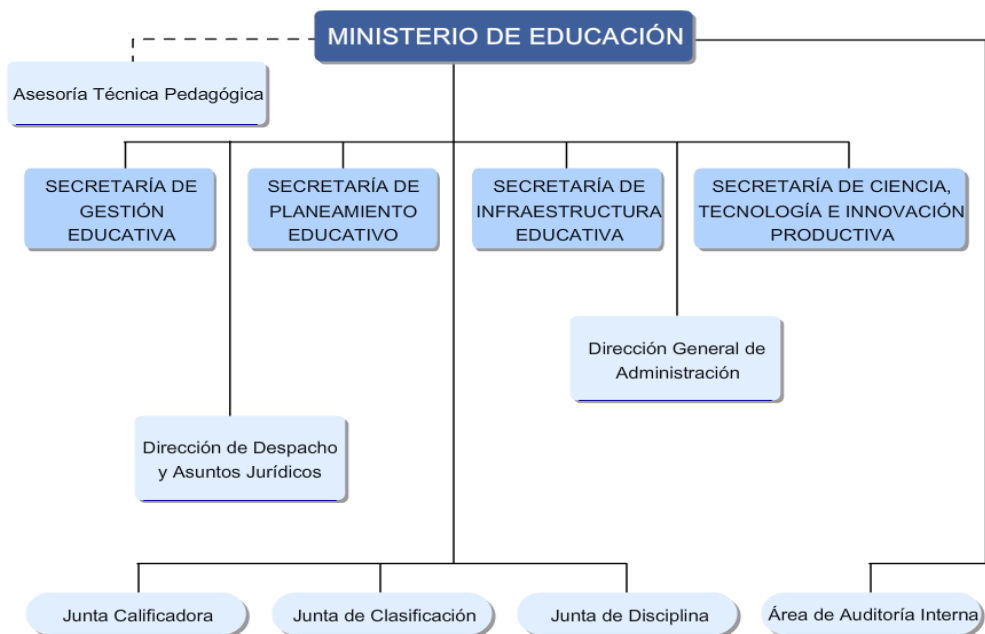 MINISTERIO DE EDUCACIÓN
Asesoría Técnica Pedagógica
SECRETARÍA DE
GESTIÓN
EDUCATIVA
SECRETARÍA DE
PLANEAMIENTO
EDUCATIVO
SECRETARÍA DE
INFRAESTRUCTURA
EDUCATIVA
SECRETARÍA DE CIENCIA,
TECNOLOGÍA E INNOVACIÓN
PRODUCTIVA
Dirección General de
Administración
Dirección de Despacho
y Asuntos Jurídicos
Junta Calificadora
Junta de Clasificación
Junta de Disciplina
Área de Auditoría Interna